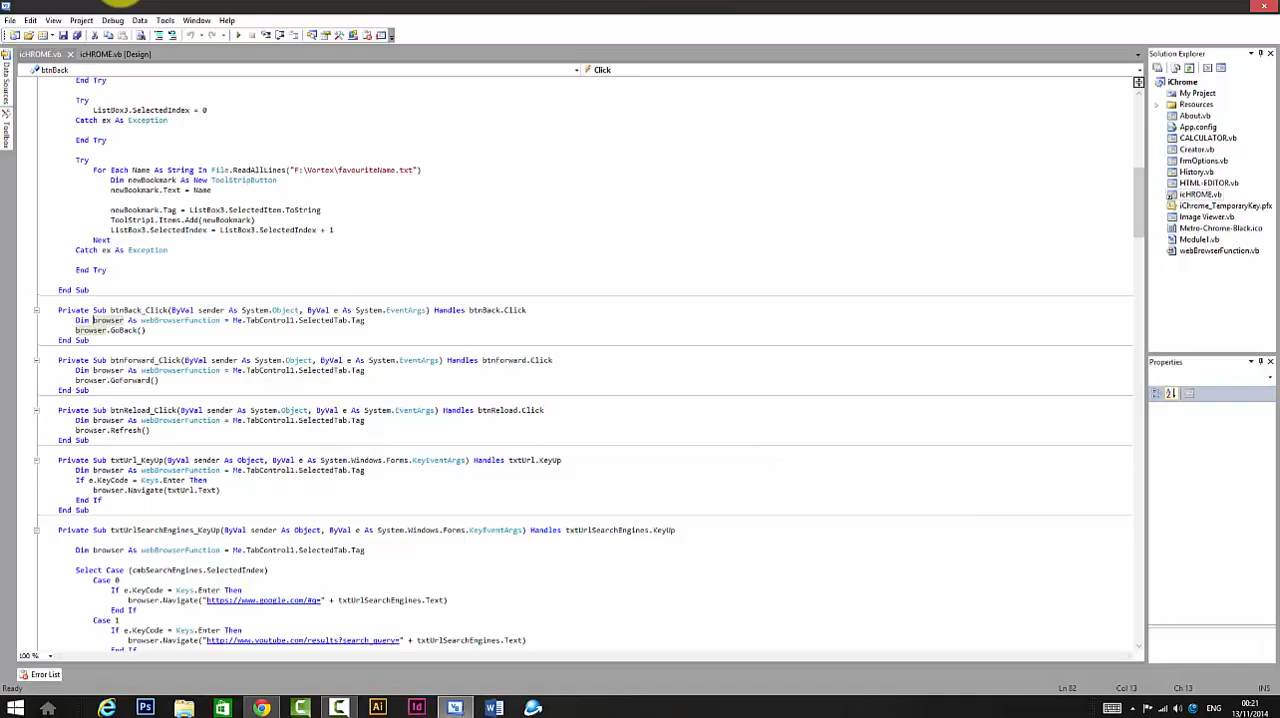 File Edit View Project Debug Data Tools Window Help
icHROME.vb icHROME.vb [Design]
btnBack Click
Data Sources
Toolbox
End Try
Try
ListBox3.SelectedIndex = 0
Catch ex As Exception
End Try
Try
For Each Name As String In File.ReadAllLines("F:\Vortex\favouriteName.txt")
Dim newBookmark As New ToolStripButton
newBookmark.Text = Name
newBookmark.Tag = ListBox3.SelectedItem.ToString
ToolStrip1.Items.Add(newBookmark)
ListBox3.SelectedIndex = ListBox3.SelectedIndex + 1
Next
Catch ex As Exception
End Try
End Sub
Private Sub btnBack_Click(ByVal sender As System.Object, ByVal e As System.EventArgs) Handles btnBack.Click
Dim browser As webBrowserFunction = Me.TabControl1.SelectedTab.Tag
browser.GoBack()
End Sub
Private Sub btnForward_Click(ByVal sender As System.Object, ByVal e As System.EventArgs) Handles btnForward.Click
Dim browser As webBrowserFunction = Me.TabControl1.SelectedTab.Tag
browser.GoForward()
End Sub
Private Sub btnReload_Click(ByVal sender As System.Object, ByVal e As System.EventArgs) Handles btnReload.Click
Dim browser As webBrowserFunction = Me.TabControl1.SelectedTab.Tag
browser.Refresh()
End Sub
Private Sub txtUrl_KeyUp(ByVal sender As Object, ByVal e As System.Windows.Forms.KeyEventArgs) Handles txtUrl.KeyUp
Dim browser As webBrowserFunction = Me.TabControl1.SelectedTab.Tag
If e.KeyCode = Keys.Enter Then
browser.Navigate(txtUrl.Text)
End If
End Sub
Private Sub txtUrlSearchEngines_KeyUp(ByVal sender As Object, ByVal e As System.Windows.Forms.KeyEventArgs) Handles txtUrlSearchEngines.KeyUp
Dim browser As webBrowserFunction = Me.TabControl1.SelectedTab.Tag
Select Case (cmbSearchEngines.SelectedIndex)
Case 0
If e.KeyCode = Keys.Enter Then
browser.Navigate("https://www.google.com/#q=" + txtUrlSearchEngines.Text)
End If
Case 1
If e.KeyCode = Keys.Enter Then
browser.Navigate("http://www.youtube.com/results?search_query=" + txtUrlSearchEngines.Text)
End If
100 %
Solution Explorer
iChrome
My Project
Resources
About.vb
App.config
CALCULATOR.vb
Creator.vb
frmOptions.vb
History.vb
HTML-EDITOR.vb
icHROME.vb
iChrome_TemporaryKey.pfx
Image Viewer.vb
Metro-Chrome-Black.ico
Module1.vb
webBrowserFunction.vb
Properties
Error List
Ready Ln 82 Col 13 Ch 13 INS
Ps Ai Id W ENG 00:21
13/11/2014